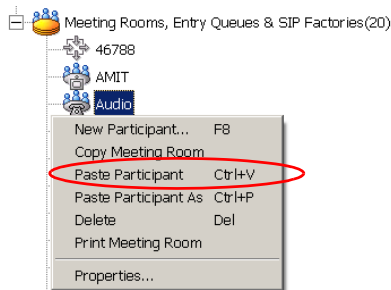 Meeting Rooms, Entry Queues & SIP Factories(20)
46788
AMIT
Audio
New Participant... F8
Copy Meeting Room
Paste Participant Ctrl+V
Paste Participant As Ctrl+P
Delete Del
Print Meeting Room
Properties...